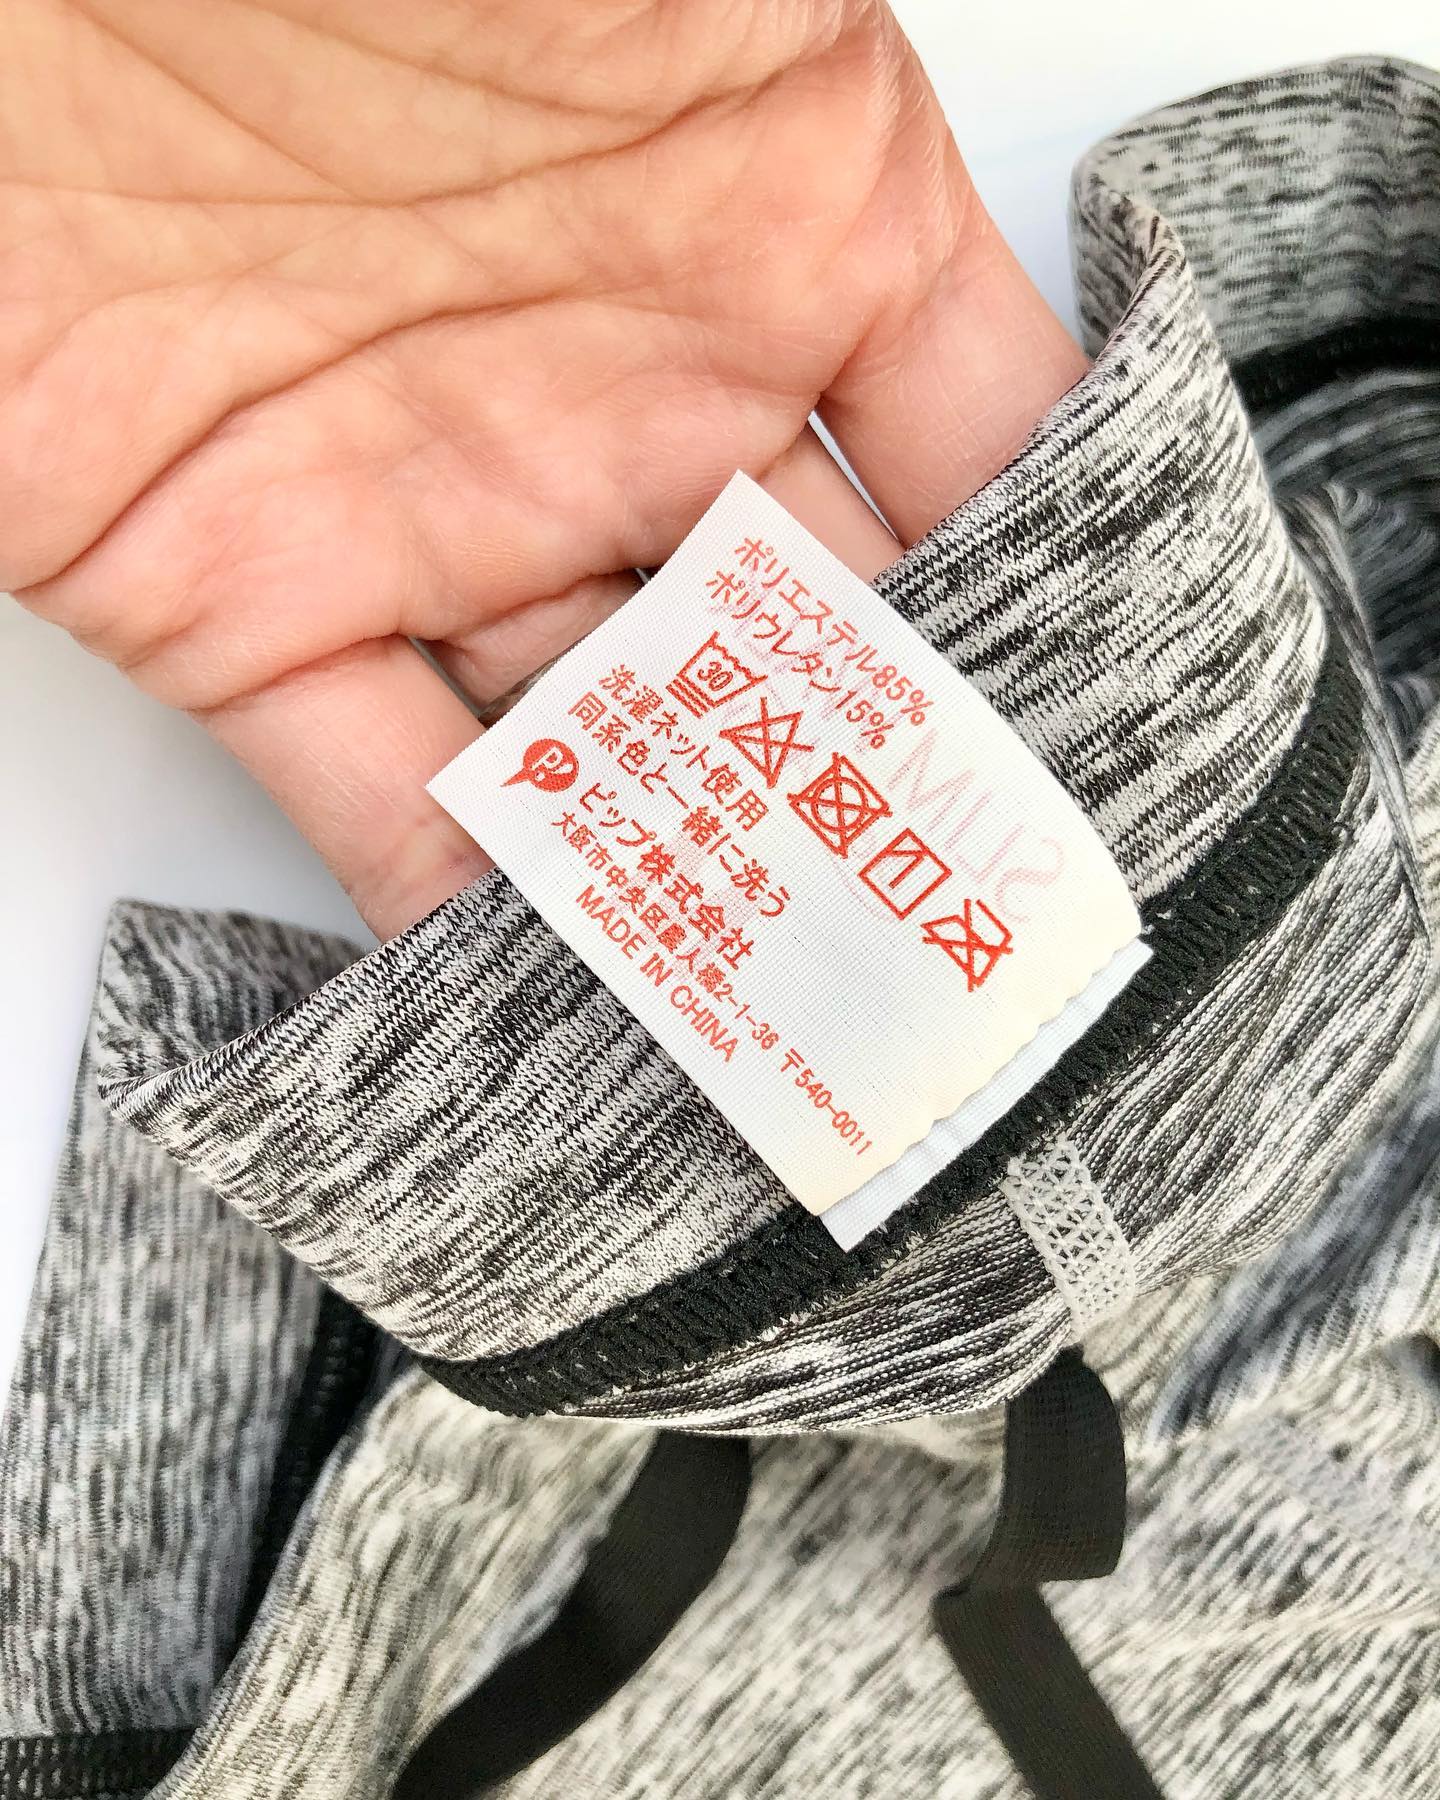 ポリエステル85%
ポリウレタン15%
30
洗濯ネット使用
同系色と一緒に洗う
P!
ピップ株式会社
大阪市中央区農人橋2-1-36 〒540-0011
MADE IN CHINA
SLIM